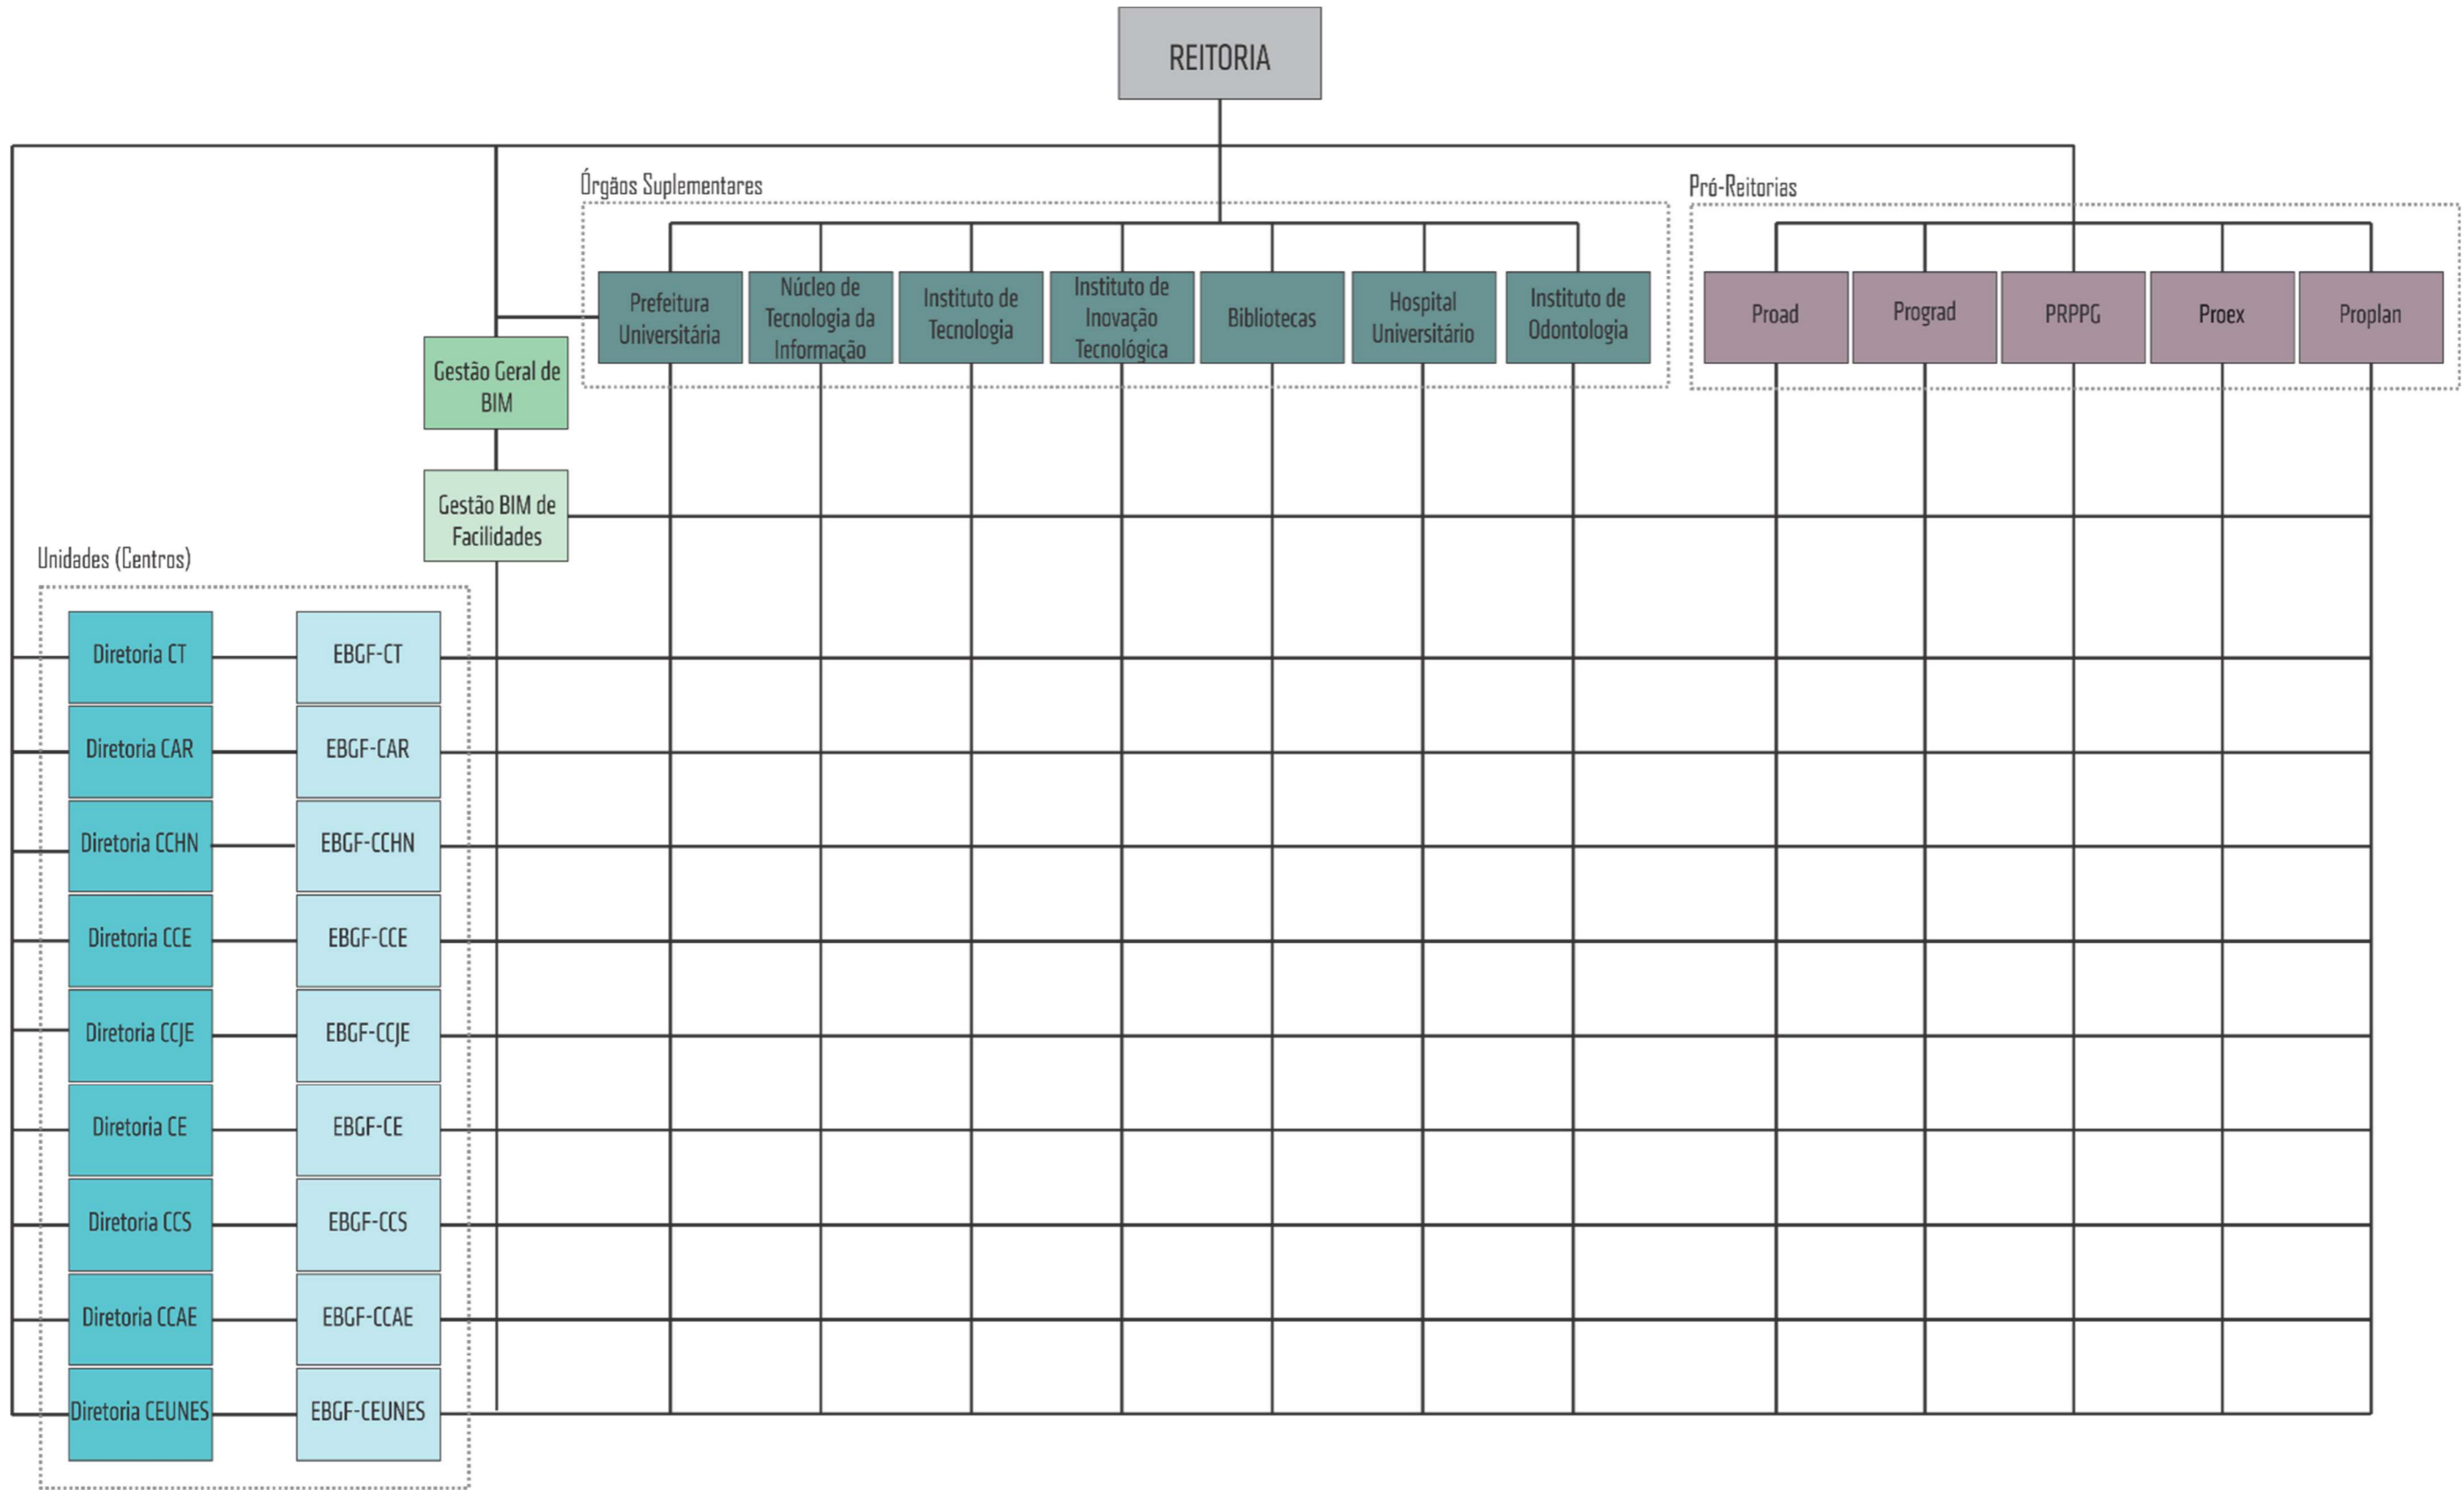 REITORIA
Órgãos Suplementares
Pró-Reitorias
Prefeitura
Universitária
Núcleo de
Tecnologia da
Informação
Instituto de
Tecnologia
Instituto de
Inovação
Tecnológica
Bibliotecas
Hospital
Universitário
Instituto de
Odontologia
Proad
Prograd
PRPPG
Proex
Proplan
Gestão Geral de
BIM
Gestão BIM de
Facilidades
Unidades (Centros)
Diretoria CT
EBGF-CT
Diretoria CAR
EBGF-CAR
Diretoria CCHN
EBGF-CCHN
Diretoria CCE
EBGF-CCE
Diretoria CCJE
EBGF-CCJE
Diretoria CE
EBGF-CE
Diretoria CCS
EBGF-CCS
Diretoria CCAE
EBGF-CCAE
Diretoria CEUNES
EBGF-CEUNES